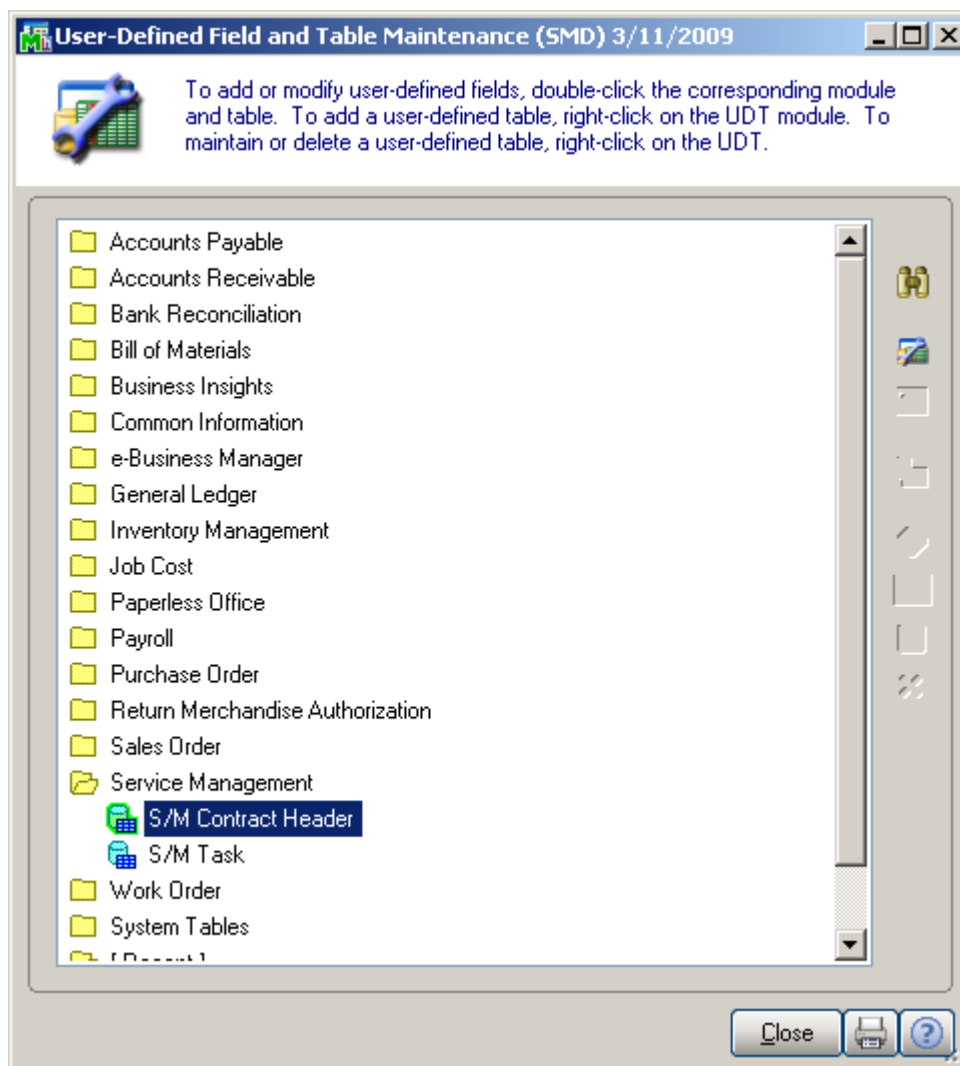 User-Defined Field and Table Maintenance (SMD) 3/11/2009
To add or modify user-defined fields, double-click the corresponding module
and table. To add a user-defined table, right-click on the UDT module. To
maintain or delete a user-defined table, right-click on the UDT.
Accounts Payable
Accounts Receivable
Bank Reconciliation
Bill of Materials
Business Insights
Common Information
e-Business Manager
General Ledger
Inventory Management
Job Cost
Paperless Office
Payroll
Purchase Order
Return Merchandise Authorization
Sales Order
Service Management
S/M Contract Header
S/M Task
Work Order
System Tables
[ Recent ]
Close